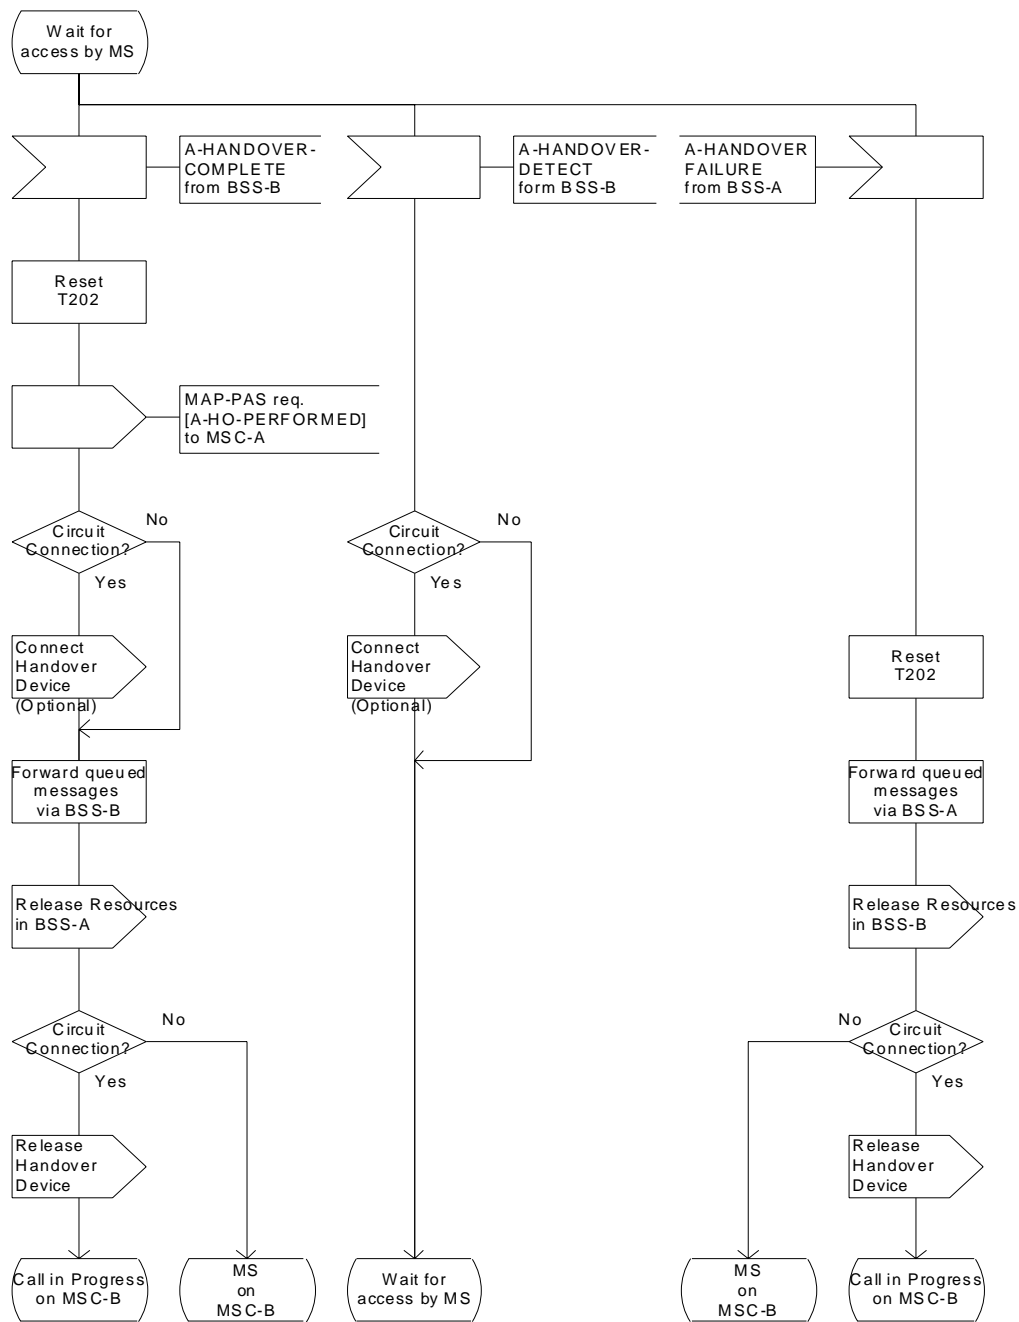 Wait for
access by MS
A-HANDOVER-
COMPLETE
from BSS-B
A-HANDOVER-
DETECT
form BSS-B
A-HANDOVER
FAILURE
from BSS-A
Reset
T202
MAP-PAS req.
[A-HO-PERFORMED]
to MSC-A
Circuit
Connection?
No
Yes
Circuit
Connection?
No
Yes
Connect
Handover
Device
(Optional)
Connect
Handover
Device
(Optional)
Reset
T202
Forward queued
messages
via BSS-B
Forward queued
messages
via BSS-A
Release Resources
in BSS-A
Release Resources
in BSS-B
Circuit
Connection?
No
Yes
No
Circuit
Connection?
Yes
Release
Handover
Device
Release
Handover
Device
Call in Progress
on MSC-B
MS
on
MSC-B
Wait for
access by MS
MS
on
MSC-B
Call in Progress
on MSC-B